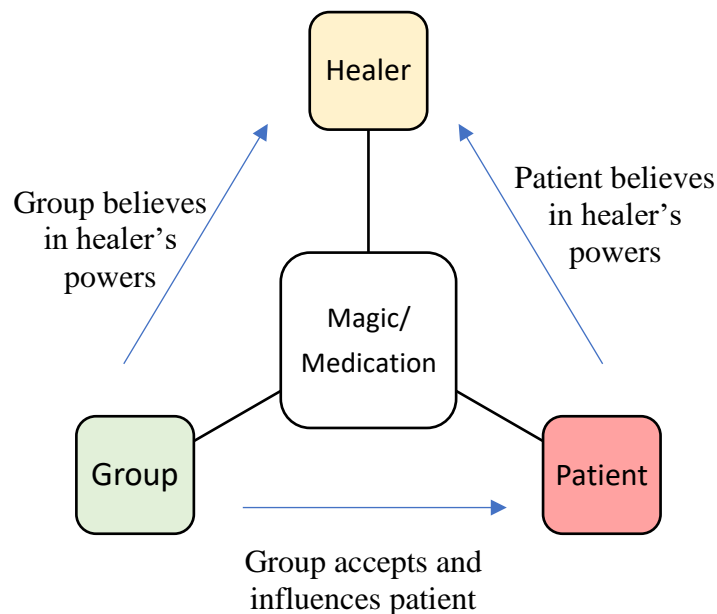 Healer
Group believes
in healer’s
powers
Patient believes
in healer’s
powers
Magic/
Medication
Group
Patient
Group accepts and
influences patient